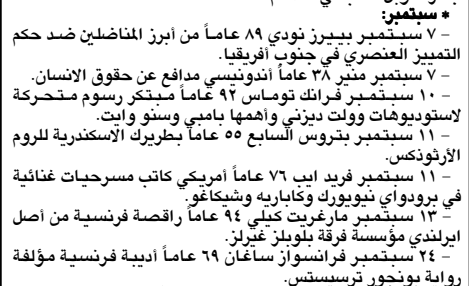 * سبتمبر:
- ٧ سبتمبر بييرز نودي ٨٩ عاماً من أبرز المناضلين ضد حكم
التمييز العنصري في جنوب أفريقيا.
- ٧ سبتمبر منير ٣٨ عاماً أندونيسي مدافع عن حقوق الانسان.
- ١٠ سبتمبر فرانك توماس ٩٢ عاماً مبتكر رسوم متحركة
لاستوديوهات وولت ديزني وأهمها بامبي وسنو وايت.
- ١١ سبتمبر بتروس السابع ٥٥ عاماً بطريرك الاسكندرية للروم
الأرثوذكس.
- ١١ سبتمبر فريد ايب ٧٦ عاماً أمريكي كاتب مسرحيات غنائية
في برودواي نيويورك وكاباريه وشيكاغو.
- ١٣ سبتمبر مارغريت كيلي ٩٤ عاماً راقصة فرنسية من أصل
ايرلندي مؤسسة فرقة بلوبلز غيرلز.
- ٢٤ سبتمبر فرانسواز ساغان ٦٩ عاماً أديبة فرنسية مؤلفة
رواية بونجور ترسيستس.